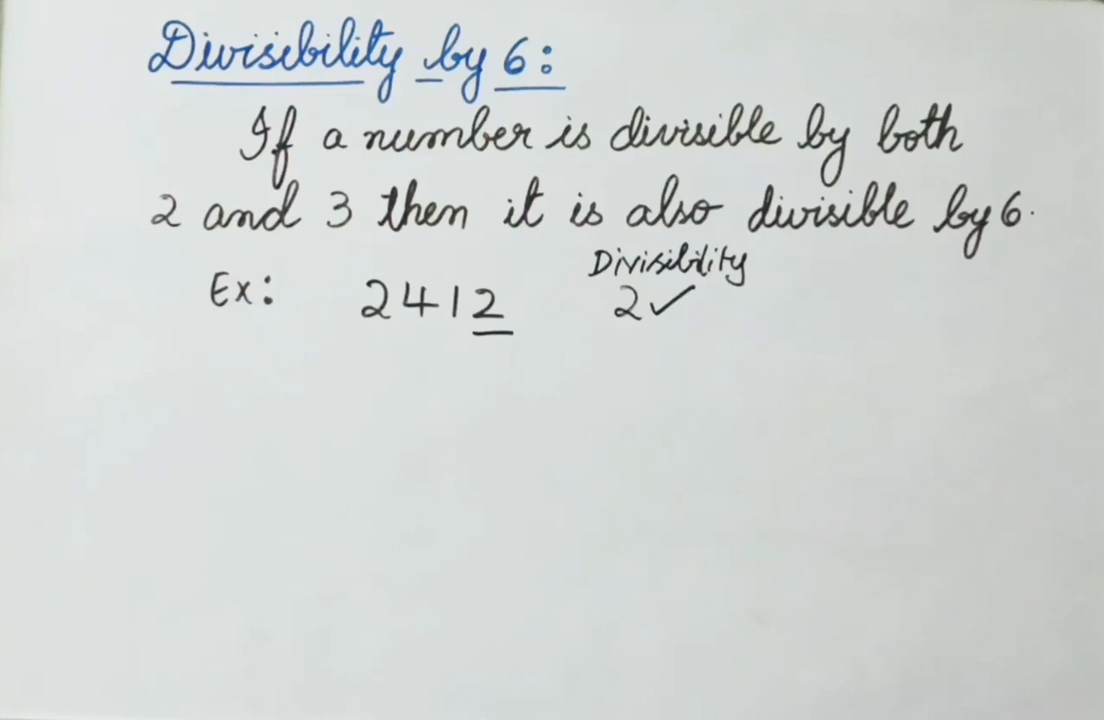 Divisibility by 6:
If a number is divisible by both
2 and 3 then it is also divisible by 6.
Divisibility
Ex: 2412 2✓